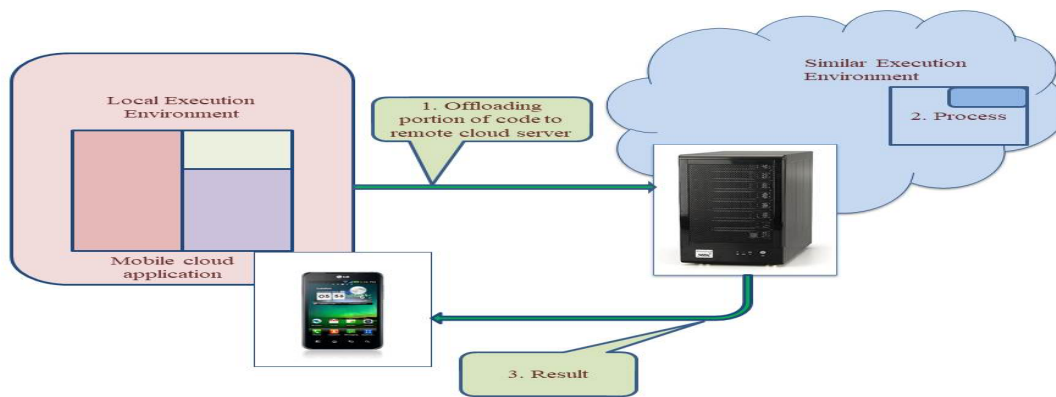 Local Execution
Environment
Mobile cloud
application
1. Offloading
portion of code to
remote cloud server
Similar Execution
Environment
2. Process
3. Result
LG